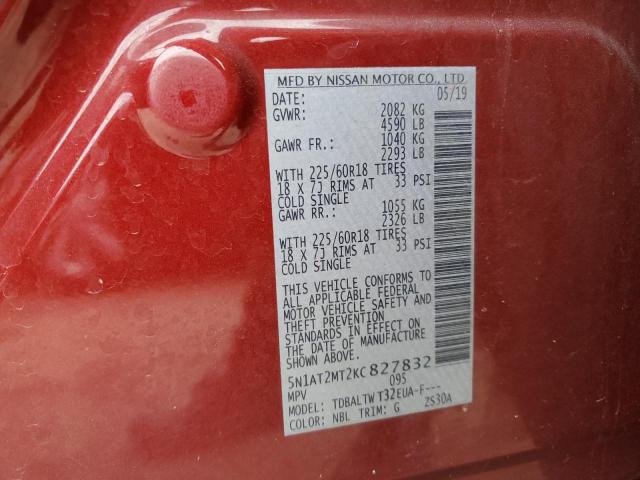 MFD BY NISSAN MOTOR CO., LTD
DATE: 05/19
GVWR: 2082 KG
4590 LB
GAWR FR.: 1040 KG
2293 LB
WITH 225/60R18 TIRES
18 X 7J RIMS AT 33 PSI
COLD SINGLE
GAWR RR.: 1055 KG
2326 LB
WITH 225/60R18 TIRES
18 X 7J RIMS AT 33 PSI
COLD SINGLE
THIS VEHICLE CONFORMS TO
ALL APPLICABLE FEDERAL
MOTOR VEHICLE SAFETY AND
THEFT PREVENTION
STANDARDS IN EFFECT ON
THE DATE OF MANUFACTURE
SHOWN ABOVE.
5N1AT2MT2KC827832
MPV 095
MODEL: TDBALTWT32EUA-F---
COLOR: NBL TRIM: G ZS30A